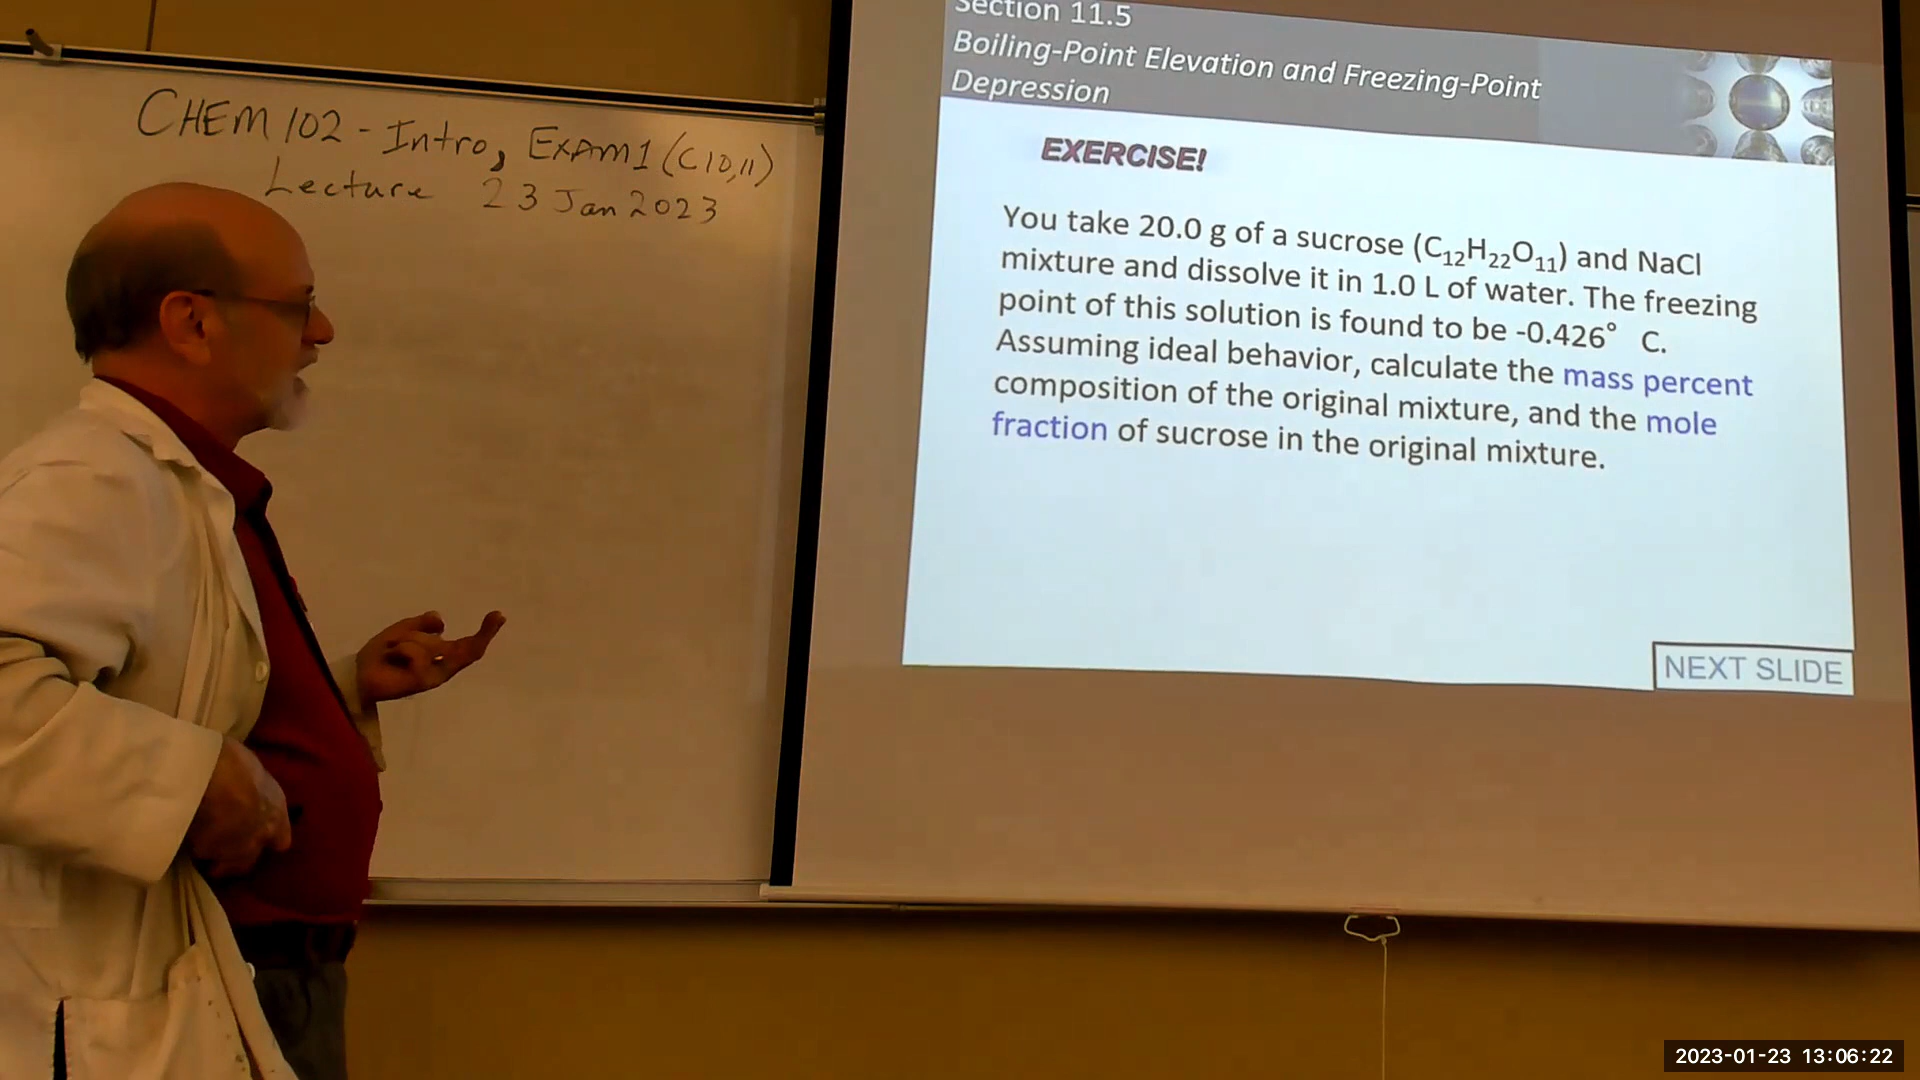 CHEM 102 - Intro, EXAM 1 (C10,11)
Lecture 23 Jan 2023
Section 11.5
Boiling-Point Elevation and Freezing-Point
Depression
EXERCISE!
You take 20.0 g of a sucrose (C₁₂H₂₂O₁₁) and NaCl
mixture and dissolve it in 1.0 L of water. The freezing
point of this solution is found to be -0.426° C.
Assuming ideal behavior, calculate the mass percent
composition of the original mixture, and the mole
fraction of sucrose in the original mixture.
NEXT SLIDE
2023-01-23 13:06:22